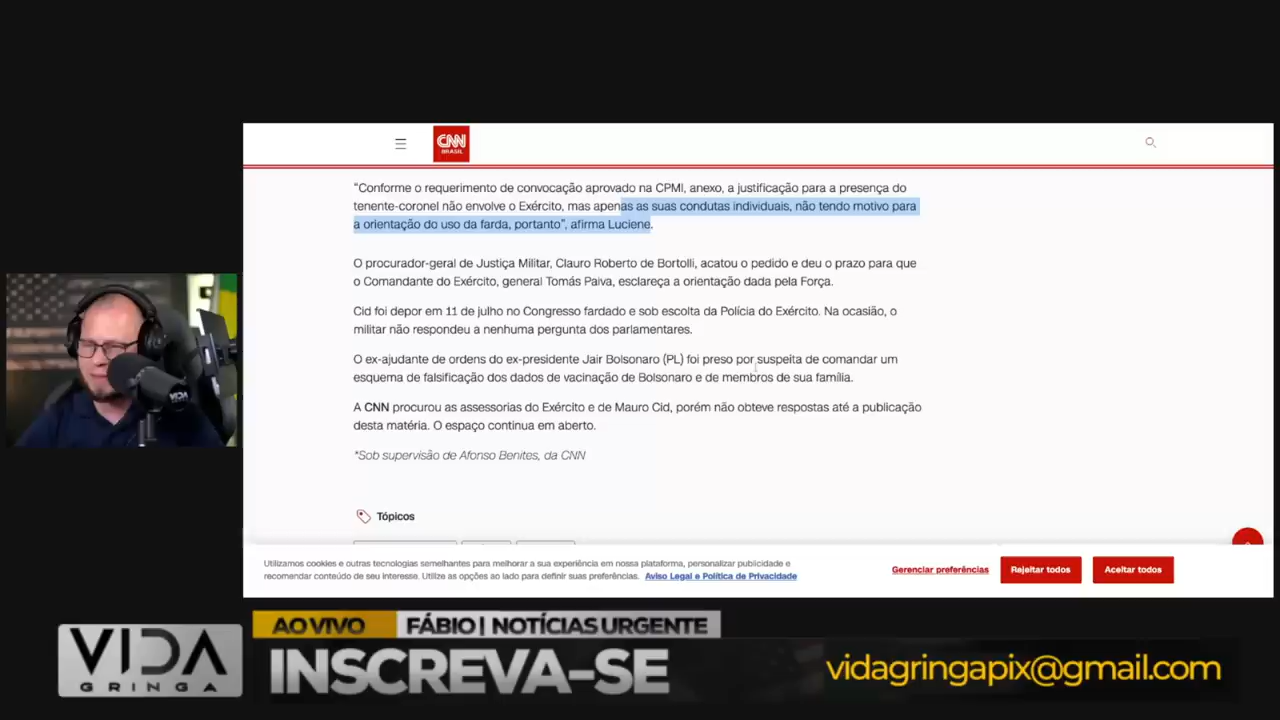 CNN
BRASIL
“Conforme o requerimento de convocação aprovado na CPMI, anexo, a justificação para a presença do
tenente-coronel não envolve o Exército, mas apenas as suas condutas individuais, não tendo motivo para
a orientação do uso da farda, portanto”, afirma Luciene.
O procurador-geral de Justiça Militar, Clauro Roberto de Bortolli, acatou o pedido e deu o prazo para que
o Comandante do Exército, general Tomás Paiva, esclareça a orientação dada pela Força.
Cid foi depor em 11 de julho no Congresso fardado e sob escolta da Polícia do Exército. Na ocasião, o
militar não respondeu a nenhuma pergunta dos parlamentares.
O ex-ajudante de ordens do ex-presidente Jair Bolsonaro (PL) foi preso por suspeita de comandar um
esquema de falsificação dos dados de vacinação de Bolsonaro e de membros de sua família.
A CNN procurou as assessorias do Exército e de Mauro Cid, porém não obteve respostas até a publicação
desta matéria. O espaço continua em aberto.
*Sob supervisão de Afonso Benites, da CNN
Tópicos
Utilizamos cookies e outras tecnologias semelhantes para melhorar a sua experiência em nossa plataforma, personalizar publicidade e
recomendar conteúdo de seu interesse. Utilize as opções ao lado para definir suas preferências. Aviso Legal e Política de Privacidade
Gerenciar preferências
Rejeitar todos
Aceitar todos
VIDA
AO VIVO
FÁBIO | NOTÍCIAS URGENTE
VIDA
GRINGA
INSCREVA-SE
vidagringapix@gmail.com